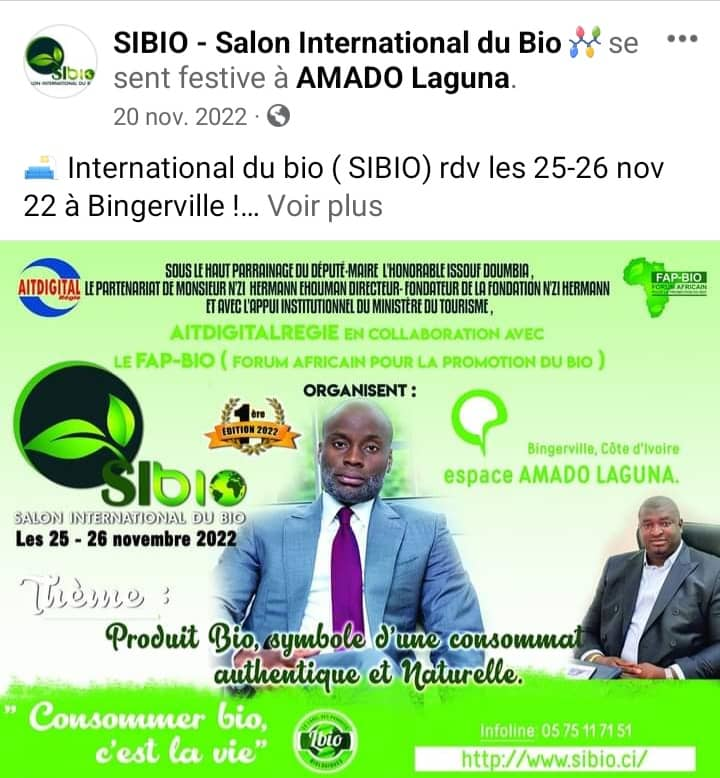 SIBIO - Salon International du Bio se
sent festive à AMADO Laguna.
20 nov. 2022 ·
International du bio ( SIBIO) rdv les 25-26 nov
22 à Bingerville !... Voir plus
SOUS LE HAUT PARRAINAGE DU DÉPUTÉ-MAIRE L'HONORABLE ISSOUF DOUMBIA ,
LE PARTENARIAT DE MONSIEUR N'ZI HERMANN EHOUMAN DIRECTEUR- FONDATEUR DE LA FONDATION N'ZI HERMANN
ET AVEC L'APPUI INSTITUTIONNEL DU MINISTÈRE DU TOURISME ,
AITDIGITAL
Régie
FAP-BIO
FORUM AFRICAIN
AITDIGITALREGIE EN COLLABORATION AVEC
LE FAP-BIO ( FORUM AFRICAIN POUR LA PROMOTION DU BIO )
ORGANISENT :
1ère
ÉDITION 2022
Bingerville, Côte d'Ivoire
espace AMADO LAGUNA.
SIbIO
SALON INTERNATIONAL DU BIO
Les 25 - 26 novembre 2022
Thème :
Produit Bio, symbole d'une consommat
authentique et Naturelle.
" Consommer bio,
c'est la vie"
1bio
Infoline: 05 75 11 71 51
http://www.sibio.ci/